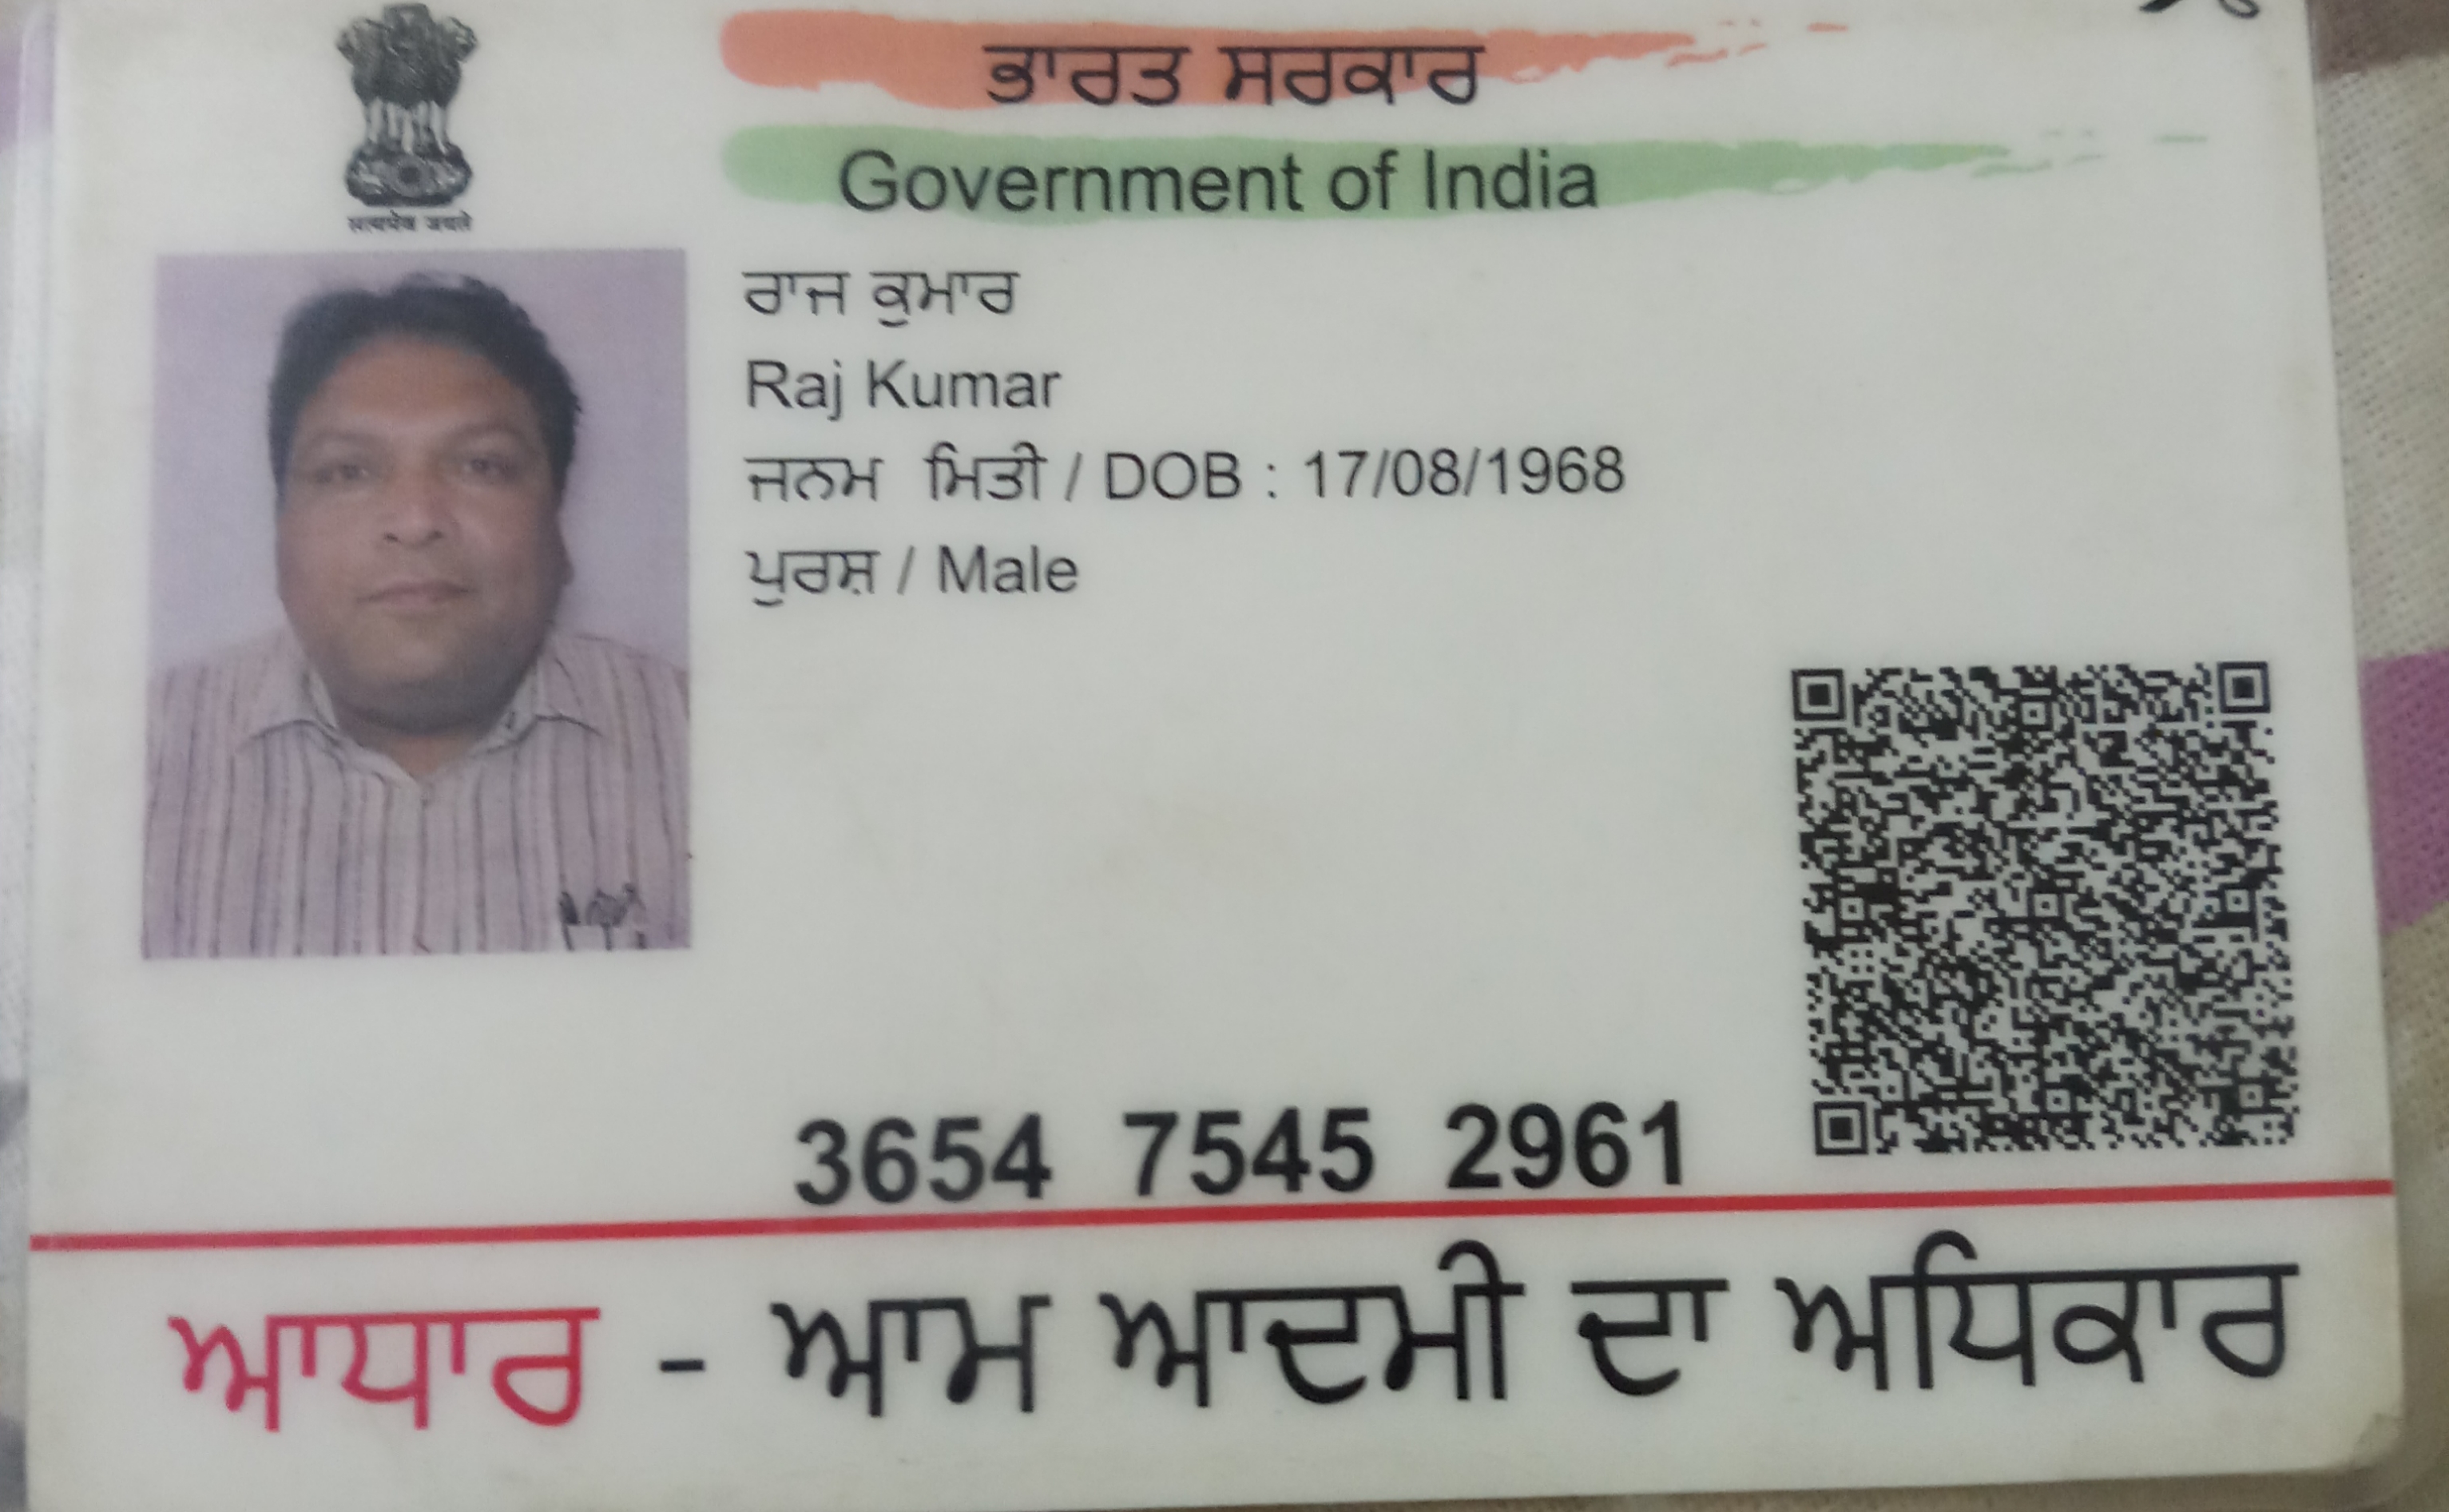 ਭਾਰਤ ਸਰਕਾਰ
Government of India
सत्यमेव जयते
ਰਾਜ ਕੁਮਾਰ
Raj Kumar
ਜਨਮ ਮਿਤੀ / DOB : 17/08/1968
ਪੁਰਸ਼ / Male
3654 7545 2961
ਆਧਾਰ - ਆਮ ਆਦਮੀ ਦਾ ਅਧਿਕਾਰ